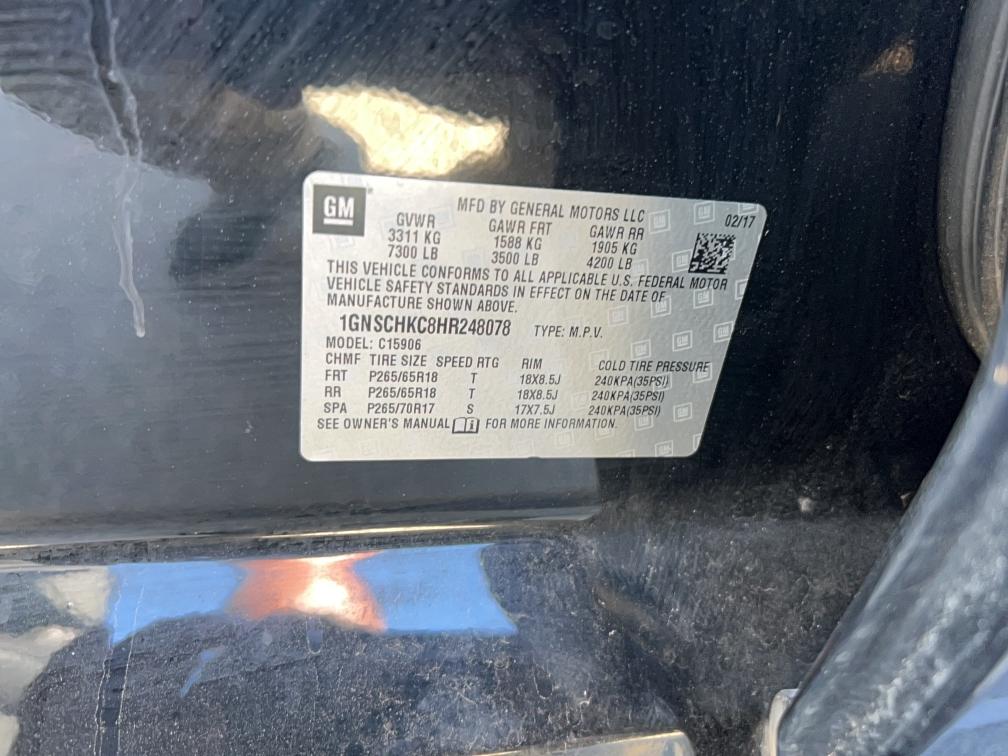 GM
MFD BY GENERAL MOTORS LLC 02/17
GVWR GAWR FRT GAWR RR
3311 KG 1588 KG 1905 KG
7300 LB 3500 LB 4200 LB
THIS VEHICLE CONFORMS TO ALL APPLICABLE U.S. FEDERAL MOTOR
VEHICLE SAFETY STANDARDS IN EFFECT ON THE DATE OF
MANUFACTURE SHOWN ABOVE.
1GNSCHKC8HR248078 TYPE: M.P.V.
MODEL: C15906
CHMF TIRE SIZE SPEED RTG RIM COLD TIRE PRESSURE
FRT P265/65R18 T 18X8.5J 240KPA(35PSI)
RR P265/65R18 T 18X8.5J 240KPA(35PSI)
SPA P265/70R17 S 17X7.5J 240KPA(35PSI)
SEE OWNER'S MANUAL FOR MORE INFORMATION.